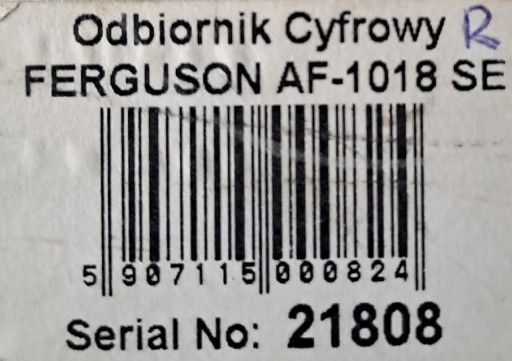 Odbiornik Cyfrowy R
FERGUSON AF-1018 SE
5 907115 000824
Serial No: 21808